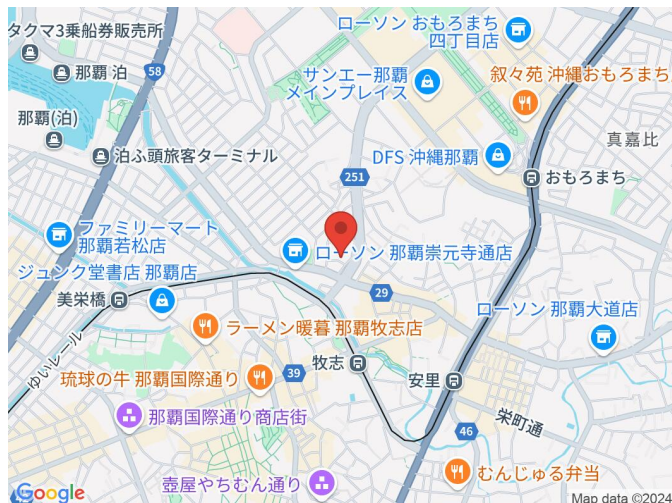 タクマ3乗船券販売所
ローソン おもろまち
四丁目店
那覇 泊
58
サンエー那覇
メインプレイス
叙々苑 沖縄おもろまち
那覇(泊)
真嘉比
泊ふ頭旅客ターミナル
DFS 沖縄那覇
251
おもろまち
ファミリーマート
那覇若松店
ローソン 那覇崇元寺通店
ジュンク堂書店 那覇店
29
美栄橋
ローソン 那覇大道店
ラーメン暖暮 那覇牧志店
ゆいレール
牧志
39
琉球の牛 那覇国際通り
安里
那覇国際通り商店街
栄町通
46
壺屋やちむん通り
むんじゅる弁当
Google
Map data ©2024